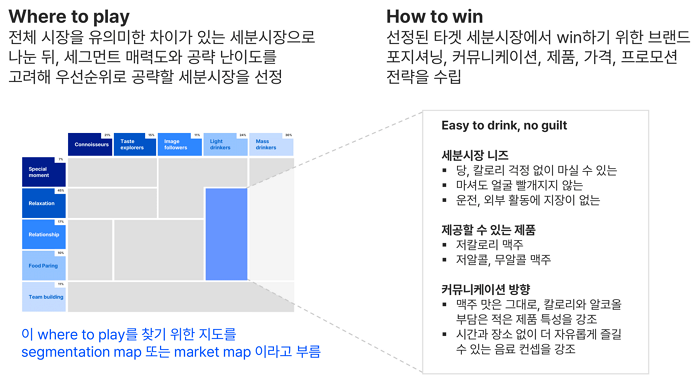 Where to play
전체 시장을 유의미한 차이가 있는 세분시장으로
나눈 뒤, 세그먼트 매력도와 공략 난이도를
고려해 우선순위로 공략할 세분시장을 선정
How to win
선정된 타겟 세분시장에서 win하기 위한 브랜드
포지셔닝, 커뮤니케이션, 제품, 가격, 프로모션
전략을 수립
Connoisseurs
Taste
explorers
Image
followers
Light
drinkers
Mass
drinkers
Special
moment
Relaxation
Relationship
Food Paring
Team building
이 where to play를 찾기 위한 지도를
segmentation map 또는 market map 이라고 부름
Easy to drink, no guilt
세분시장 니즈
▪ 당, 칼로리 걱정 없이 마실 수 있는
▪ 마셔도 얼굴 빨개지지 않는
▪ 운전, 외부 활동에 지장이 없는
제공할 수 있는 제품
▪ 저칼로리 맥주
▪ 저알콜, 무알콜 맥주
커뮤니케이션 방향
▪ 맥주 맛은 그대로, 칼로리와 알코올
부담은 적은 제품 특성을 강조
▪ 시간과 장소 없이 더 자유롭게 즐길
수 있는 음료 컨셉을 강조